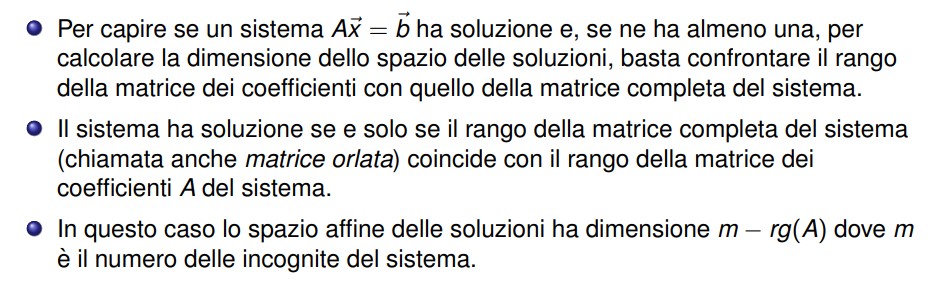 Per capire se un sistema Ax⃗ = b⃗ ha soluzione e, se ne ha almeno una, per
calcolare la dimensione dello spazio delle soluzioni, basta confrontare il rango
della matrice dei coefficienti con quello della matrice completa del sistema.
Il sistema ha soluzione se e solo se il rango della matrice completa del sistema
(chiamata anche matrice orlata) coincide con il rango della matrice dei
coefficienti A del sistema.
In questo caso lo spazio affine delle soluzioni ha dimensione m − rg(A) dove m
è il numero delle incognite del sistema.